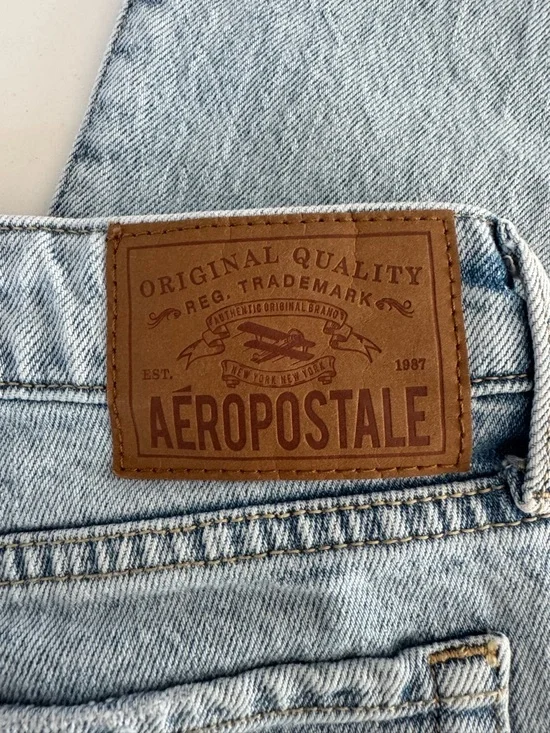 ORIGINAL QUALITY
REG. TRADEMARK
AUTHENTIC ORIGINAL BRAND
NEW YORK NEW YORK
EST. 1987
AÉROPOSTALE